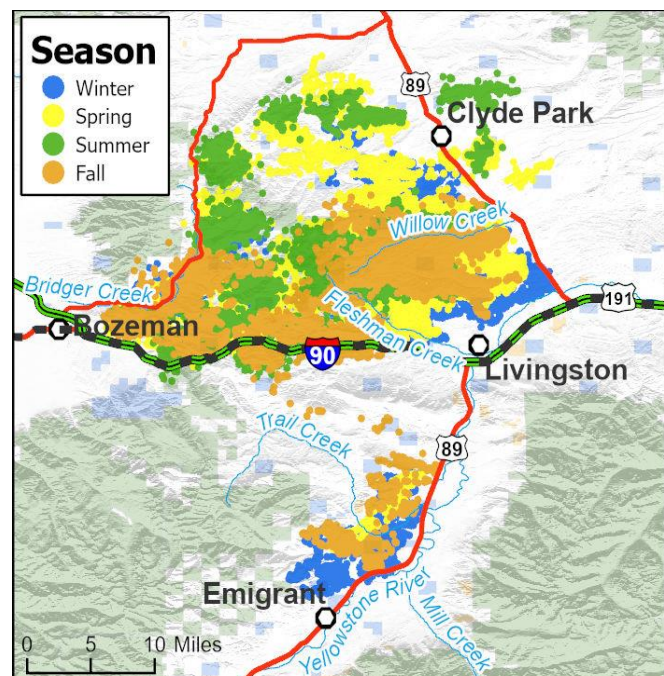 Season
Winter
Spring
Summer
Fall
89
Clyde Park
Willow Creek
Bridger Creek
Fleshman Creek
191
Bozeman
90
Livingston
Trail Creek
89
Emigrant
Yellowstone River
Mill Creek
0 5 10 Miles